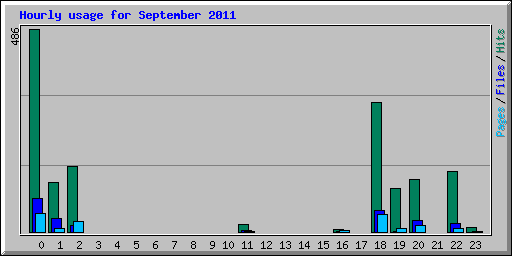 Hourly usage for September 2011
486
Pages/Files/Hits
0 1 2 3 4 5 6 7 8 9 10 11 12 13 14 15 16 17 18 19 20 21 22 23